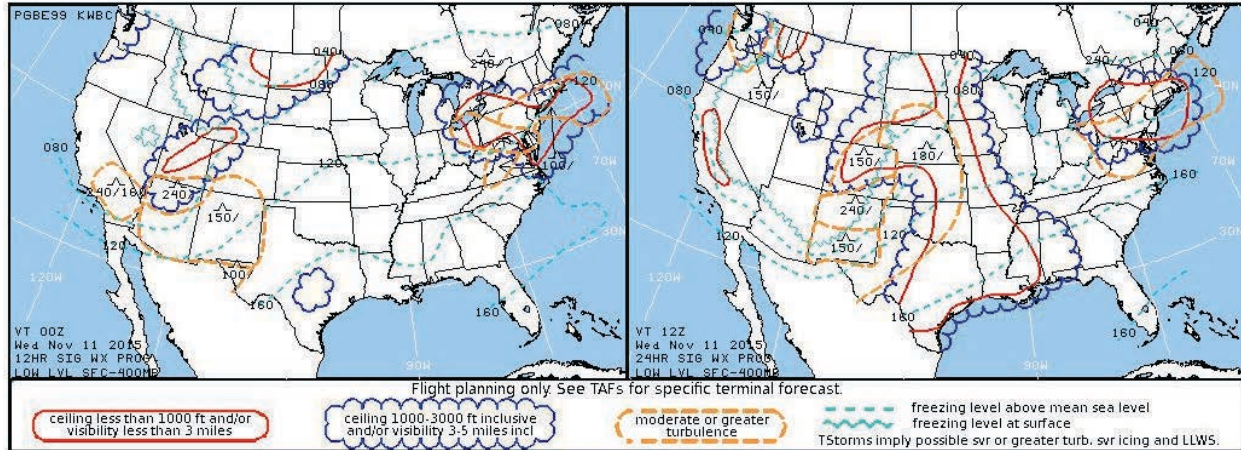 PGBE99 KWBC
080
040
240/
080
120
080
120
240/160
240/
150/
100/
70W
120
100/
160
30N
120W
160
90W
VT 00Z
Wed Nov 11 2015
12HR SIG WX PROG
LOW LVL SFC-400MB
040
040
040
240/
080
120
150/
080
080
70W
150/
180/
160
240/
120
120
150/
30N
120W
160
160
90W
VT 12Z
Wed Nov 11 2015
24HR SIG WX PROG
LOW LVL SFC-400MB
Flight planning only. See TAFs for specific terminal forecast.
ceiling less than 1000 ft and/or
visibility less than 3 miles
ceiling 1000-3000 ft inclusive
and/or visibility 3-5 miles incl
moderate or greater
turbulence
freezing level above mean sea level
freezing level at surface
TStorms imply possible svr or greater turb. svr icing and LLWS.